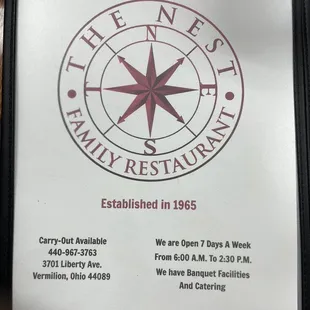 THE NEST
N
E
S
T
FAMILY RESTAURANT
Established in 1965
Carry-Out Available
440-967-3763
3701 Liberty Ave.
Vermilion, Ohio 44089
We are Open 7 Days A Week
From 6:00 A.M. To 2:30 P.M.
We have Banquet Facilities
And Catering